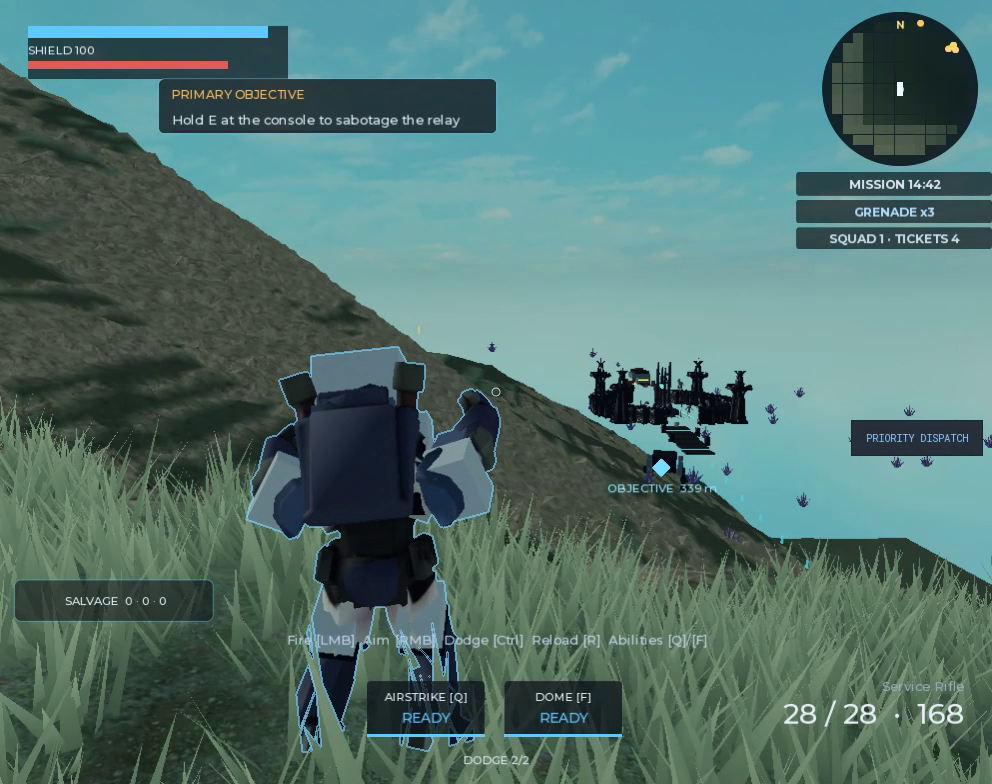 SHIELD 100
PRIMARY OBJECTIVE
Hold E at the console to sabotage the relay
N
MISSION 14:42
GRENADE x3
SQUAD 1 · TICKETS 4
PRIORITY DISPATCH
OBJECTIVE 339 m
SALVAGE 0 · 0 · 0
Fire [LMB] Aim [RMB] Dodge [Ctrl] Reload [R] Abilities [Q]/[F]
AIRSTRIKE [Q]
READY
DOME [F]
READY
DODGE 2/2
Service Rifle
28 / 28 · 168